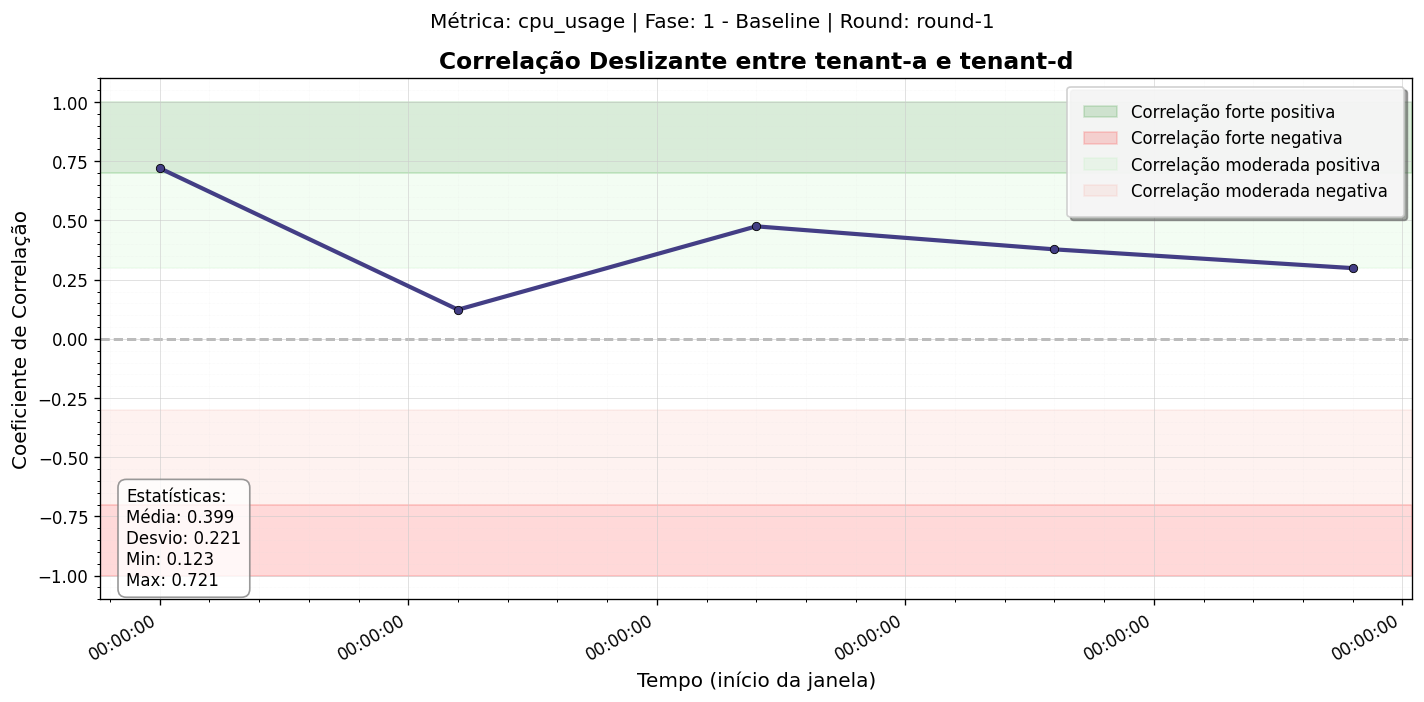 Métrica: cpu_usage | Fase: 1 - Baseline | Round: round-1
Correlação Deslizante entre tenant-a e tenant-d
Correlação forte positiva
Correlação forte negativa
Correlação moderada positiva
Correlação moderada negativa
Coeficiente de Correlação
1.00
0.75
0.50
0.25
0.00
−0.25
−0.50
−0.75
−1.00
Estatísticas:
Média: 0.399
Desvio: 0.221
Min: 0.123
Max: 0.721
00:00:00
00:00:00
00:00:00
00:00:00
00:00:00
00:00:00
Tempo (início da janela)